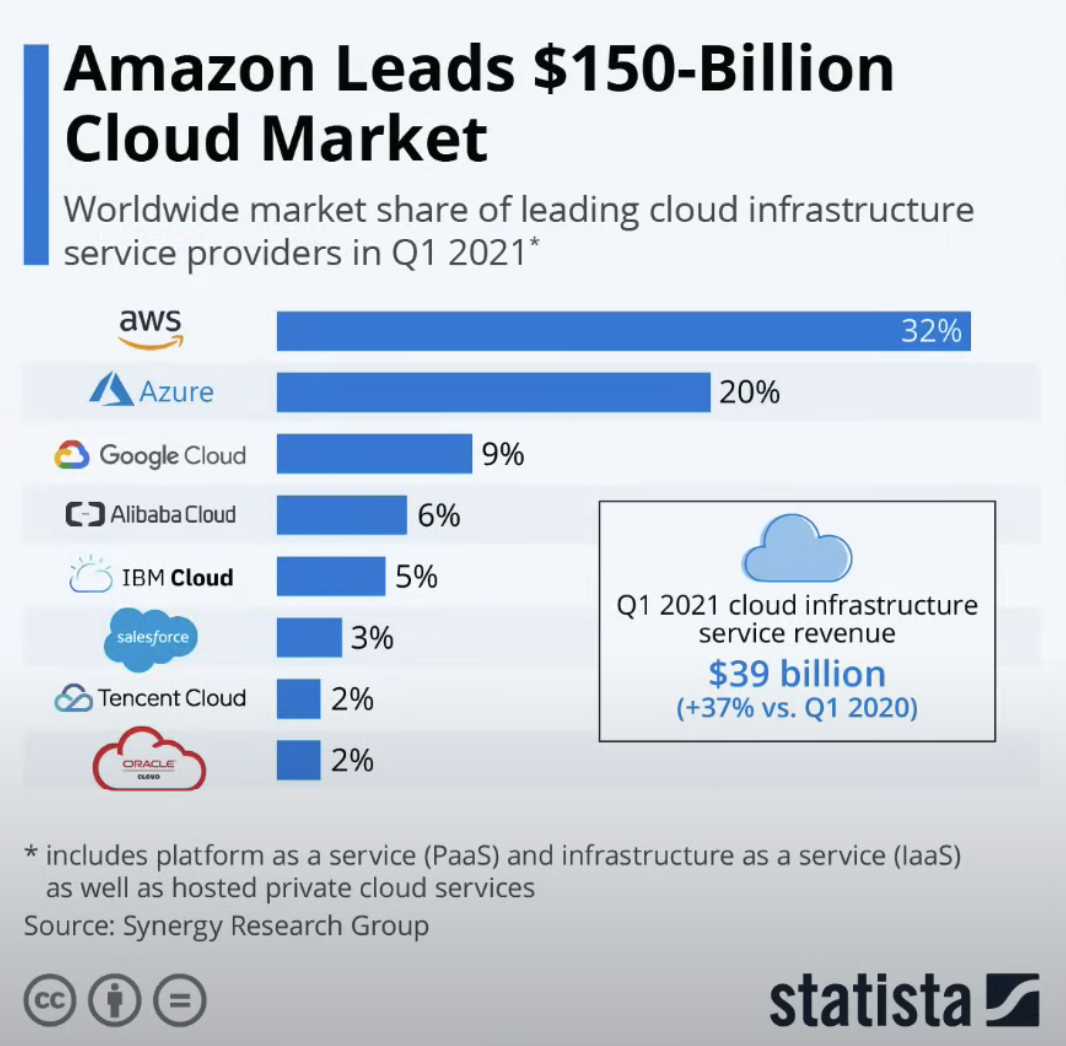 Amazon Leads $150-Billion
Cloud Market
Worldwide market share of leading cloud infrastructure
service providers in Q1 2021*
aws
32%
Azure
20%
Google Cloud
9%
Alibaba Cloud
6%
IBM Cloud
5%
salesforce
3%
Tencent Cloud
2%
ORACLE
CLOUD
2%
Q1 2021 cloud infrastructure
service revenue
$39 billion
(+37% vs. Q1 2020)
* includes platform as a service (PaaS) and infrastructure as a service (IaaS)
as well as hosted private cloud services
Source: Synergy Research Group
cc
statista